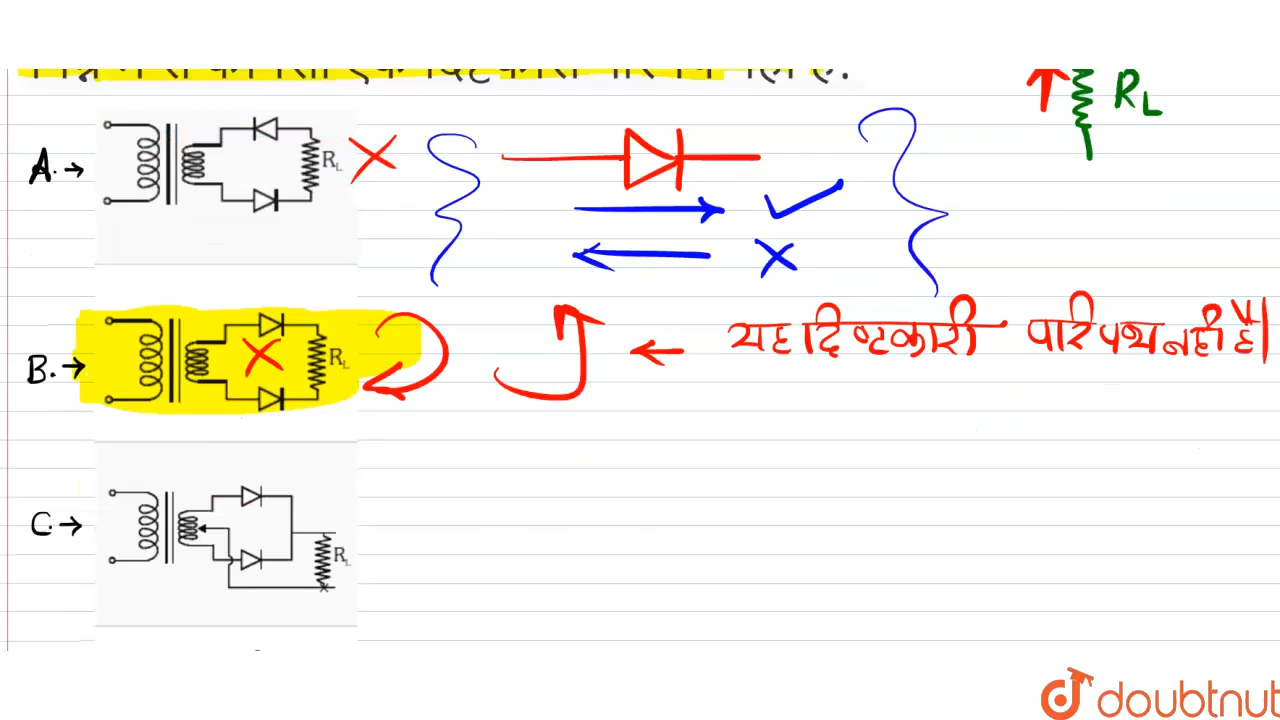 R_L
A.→
R_L
यह दिष्टकारी परिपथ नहीं है|
B.→
R_L
C.→
R_L
doubtnut